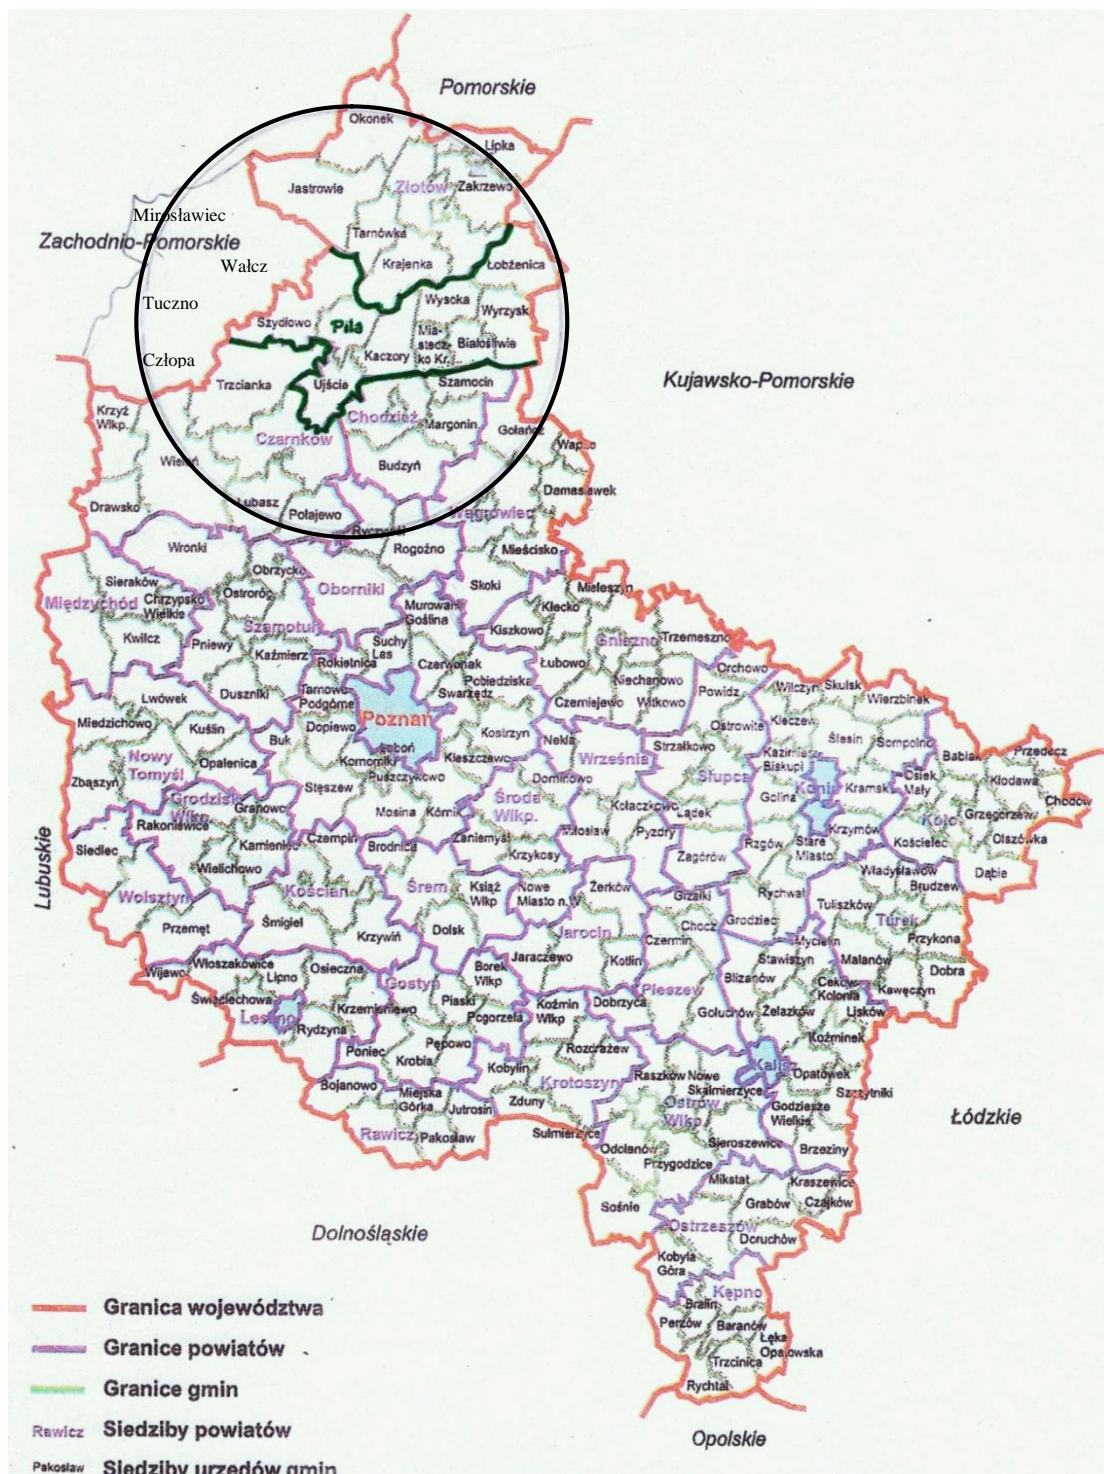 Pomorskie
Okonek
Lipka
Jastrowie
Złotów
Zakrzewo
Mirosławiec
Tarnówka
Zachodnio-Pomorskie
Wałcz
Krajenka
Łobżenica
Tuczno
Wysoka
Wyrzysk
Szydłowo
Piła
Mia-
stecz-
ko Kr.
Białośliwie
Kaczory
Człopa
Trzcianka
Ujście
Szamocin
Kujawsko-Pomorskie
Krzyż
Wlkp.
Chodzież
Margonin
Gołańcz
Czarnków
Budzyń
Drawsko
Lubasz
Połajewo
Wągrowiec
Wronki
Rogoźno
Mieścisko
Sieraków
Obrzycko
Oborniki
Skoki
Mieleszyn
Międzychód
Chrzypsko
Wielkie
Ostroróg
Murowana
Goślina
Kłecko
Kwilcz
Pniewy
Szamotuły
Suchy
Las
Kiszkowo
Gniezno
Trzemeszno
Kaźmierz
Rokietnica
Czerwonak
Łubowo
Orchowo
Lwówek
Duszniki
Tarnowo
Podgórne
Swarzędz
Pobiedziska
Niechanowo
Powidz
Wilczyn
Skulsk
Wierzbinek
Miedzichowo
Kuślin
Dopiewo
Poznań
Czerniejewo
Witkowo
Ostrowite
Kleczew
Ślesin
Sompolno
Buk
Luboń
Kostrzyn
Nekla
Września
Strzałkowo
Kazimierz
Biskupi
Babiak
Przedecz
Nowy
Tomyśl
Opalenica
Komorniki
Kleszczewo
Zbąszyń
Stęszew
Puszczykowo
Dominowo
Słupca
Golina
Konin
Kramsk
Osiek
Mały
Kłodawa
Chodów
Grodzisk
Wlkp.
Granowo
Mosina
Kórnik
Środa
Wlkp.
Kołaczkowo
Lądek
Koło
Grzegorzew
Rakoniewice
Kamieniec
Czempiń
Brodnica
Zaniemyśl
Miłosław
Pyzdry
Rzgów
Stare
Miasto
Krzymów
Kościelec
Olszówka
Siedlec
Wielichowo
Krzykosy
Zagórów
Dąbie
Lubuskie
Wolsztyn
Kościan
Śrem
Książ
Wlkp
Nowe
Miasto n.W
Żerków
Gizałki
Rychwał
Władysławów
Brudzew
Przemęt
Śmigiel
Krzywiń
Dolsk
Jarocin
Chocz
Grodziec
Tuliszków
Turek
Czermin
Mycielin
Przykona
Wijewo
Włoszakowice
Lipno
Osieczna
Gostyń
Borek
Wlkp
Jaraczewo
Kotlin
Blizanów
Stawiszyn
Malanów
Dobra
Święciechowa
Leszno
Rydzyna
Krzemieniewo
Piaski
Pogorzela
Koźmin
Wlkp
Dobrzyca
Pleszew
Gołuchów
Ceków
Kolonia
Żelazków
Lisków
Kawęczyn
Poniec
Krobia
Pępowo
Kobylin
Rozdrażew
Koźminek
Bojanowo
Miejska
Górka
Jutrosin
Zduny
Krotoszyn
Raszków
Nowe
Skalmierzyce
Kalisz
Opatówek
Szczytniki
Rawicz
Pakosław
Sulmierzyce
Ostrów
Wlkp
Godziesze
Wielkie
Łódzkie
Odolanów
Sieroszewice
Brzeziny
Przygodzice
Mikstat
Kraszewice
Sośnie
Grabów
Czajków
Dolnośląskie
Ostrzeszów
Doruchów
Kobyla
Góra
Kępno
Bralin
Perzów
Baranów
Łęka
Opatowska
Trzcinica
Rychtal
Opolskie
Granica województwa
Granice powiatów
Granice gmin
Rawicz Siedziby powiatów
Pakosław Siedziby urzędów gmin